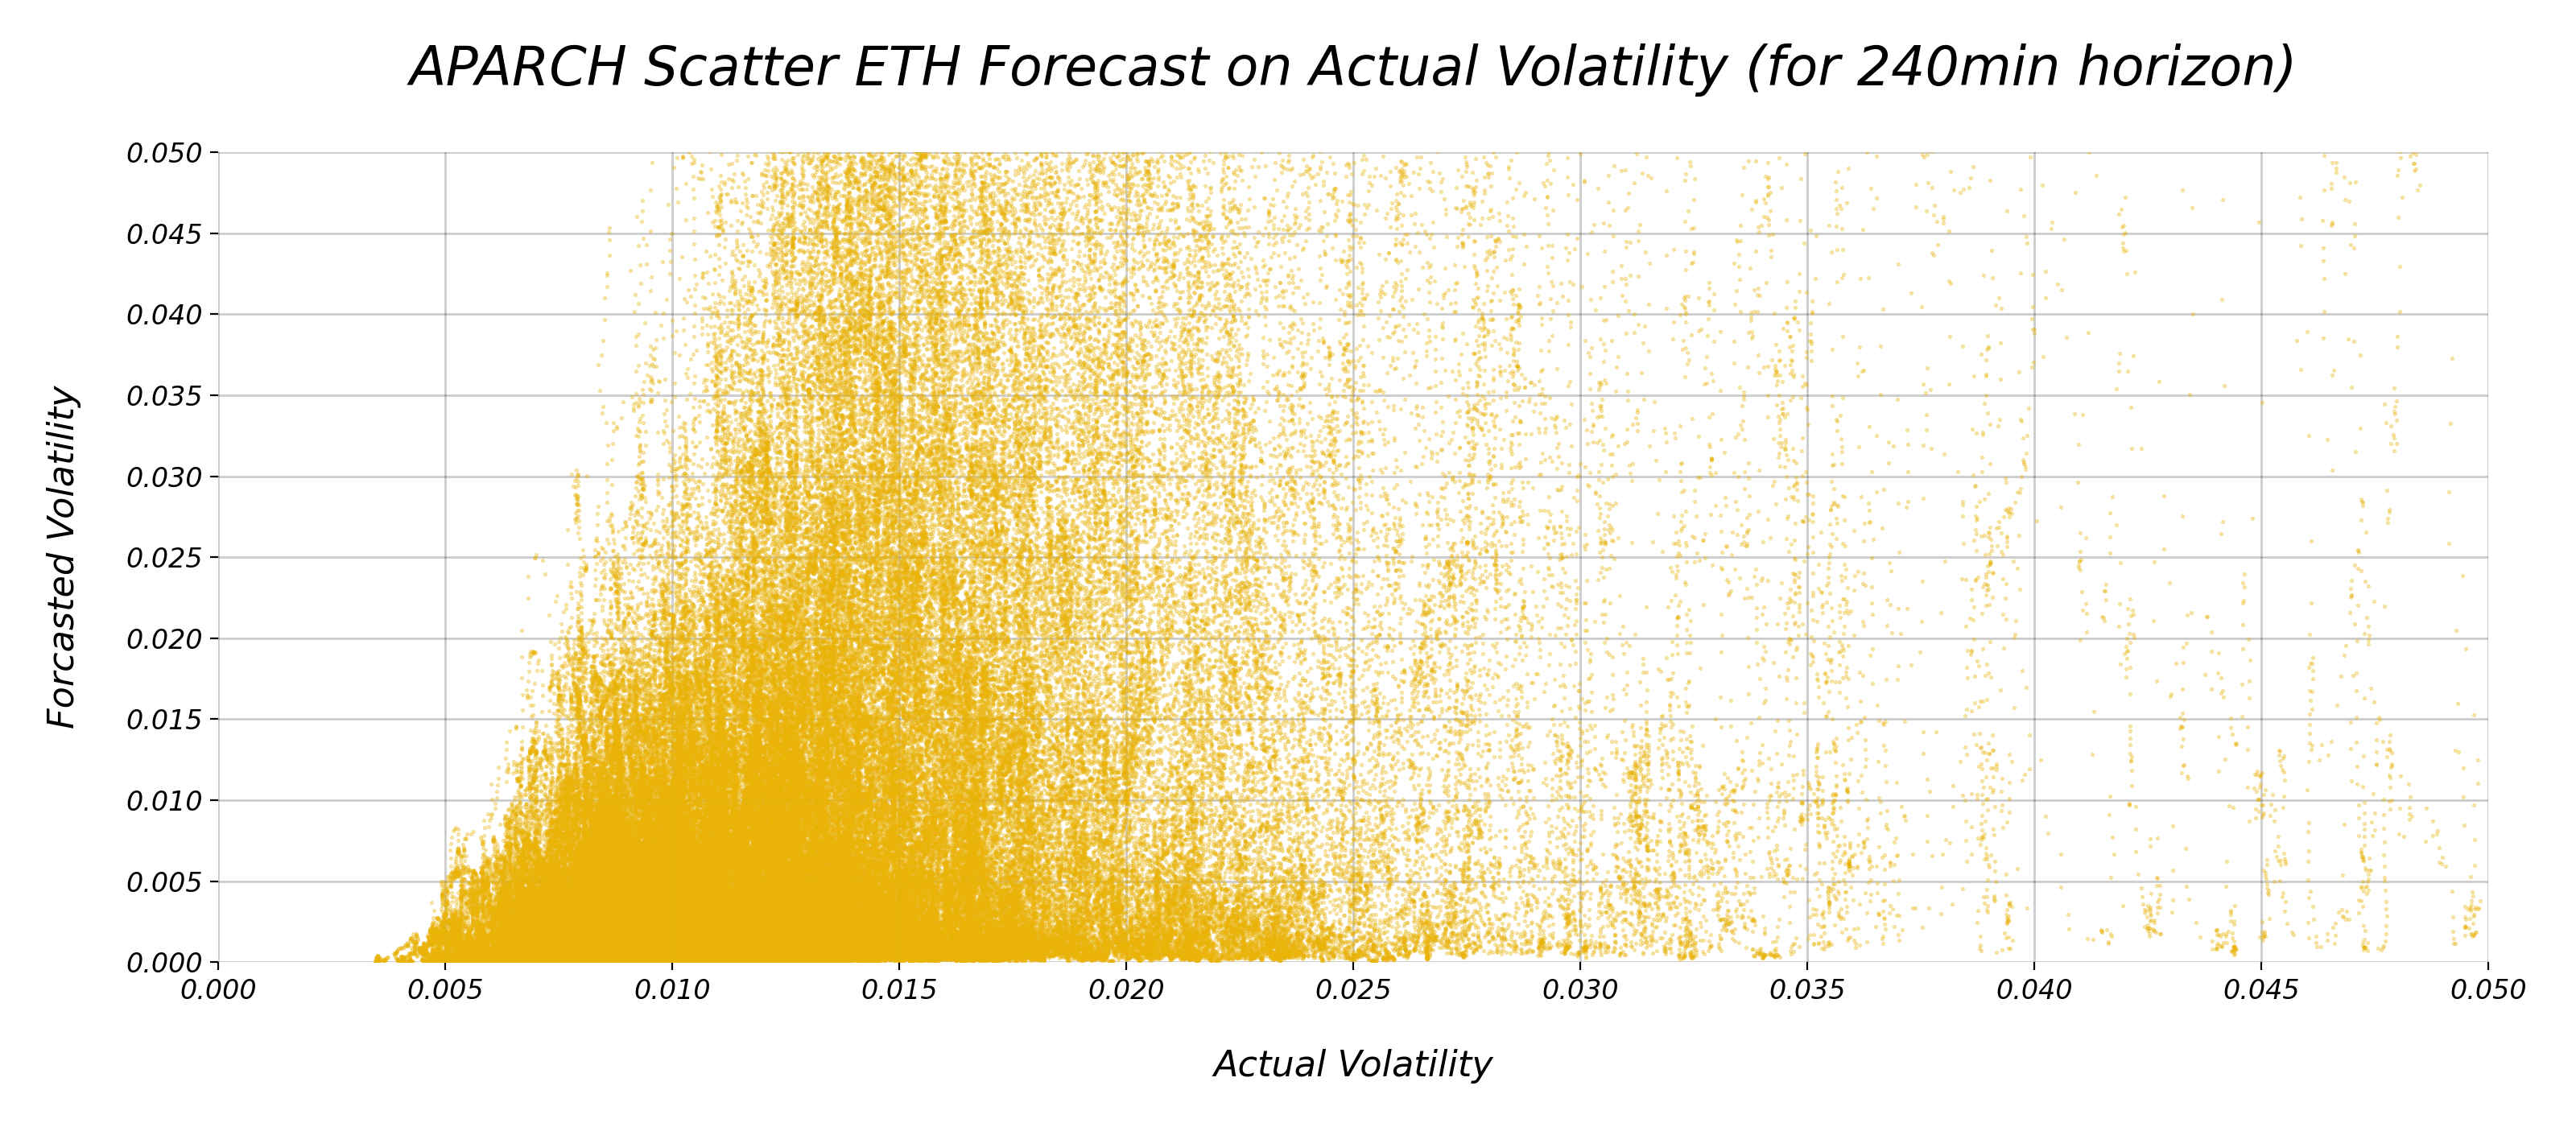 APARCH Scatter ETH Forecast on Actual Volatility (for 240min horizon)
0.050
0.045
0.040
0.035
0.030
0.025
0.020
0.015
0.010
0.005
0.000
Forcasted Volatility
0.000 0.005 0.010 0.015 0.020 0.025 0.030 0.035 0.040 0.045 0.050
Actual Volatility